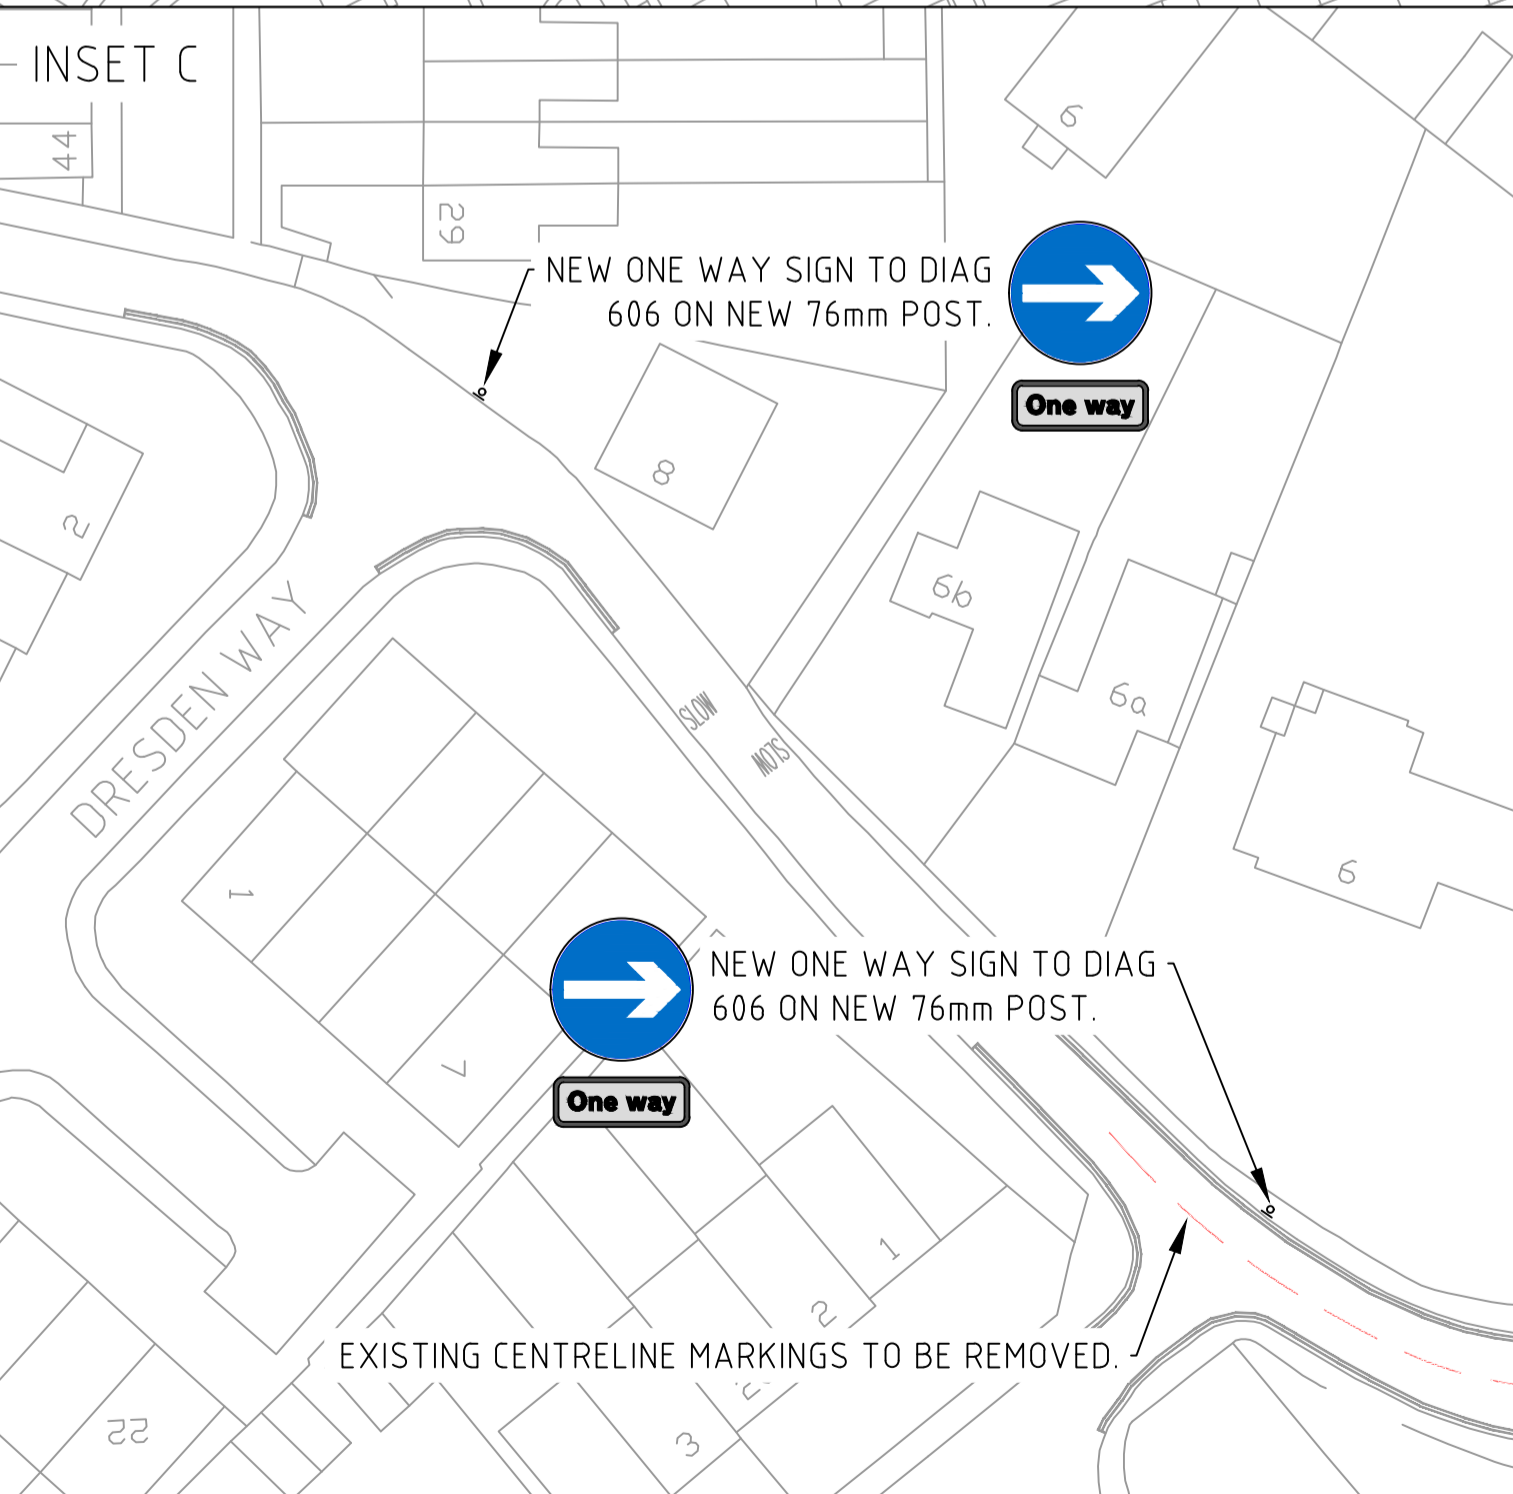 INSET C
44
6
29
NEW ONE WAY SIGN TO DIAG
606 ON NEW 76mm POST.
One way
8
2
6b
6a
DRESDEN WAY
SLOW
SLOW
6
1
NEW ONE WAY SIGN TO DIAG
606 ON NEW 76mm POST.
One way
7
1
2
EXISTING CENTRELINE MARKINGS TO BE REMOVED.
22
3